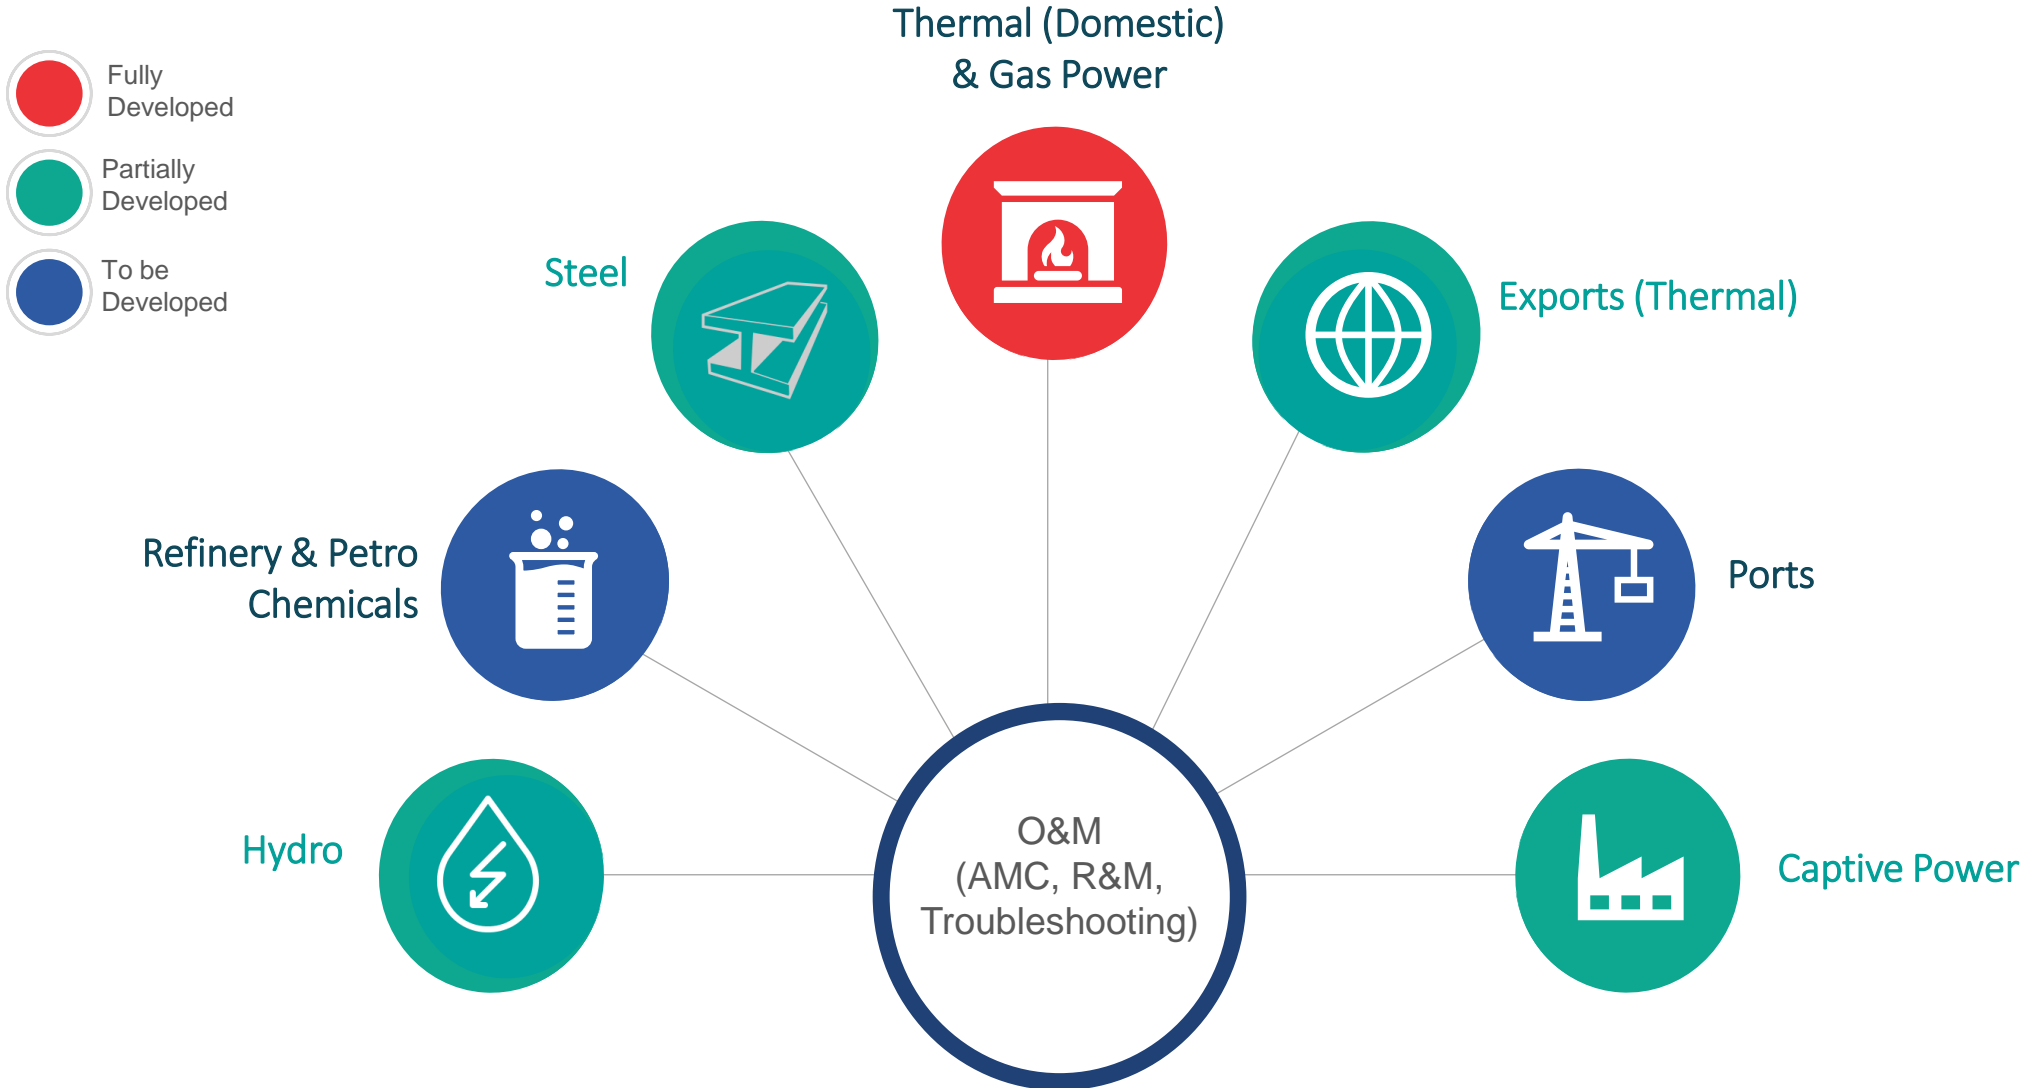 Thermal (Domestic)
& Gas Power
Fully
Developed
Partially
Developed
To be
Developed
Steel
Exports (Thermal)
Refinery & Petro
Chemicals
Ports
Hydro
O&M
(AMC, R&M,
Troubleshooting)
Captive Power